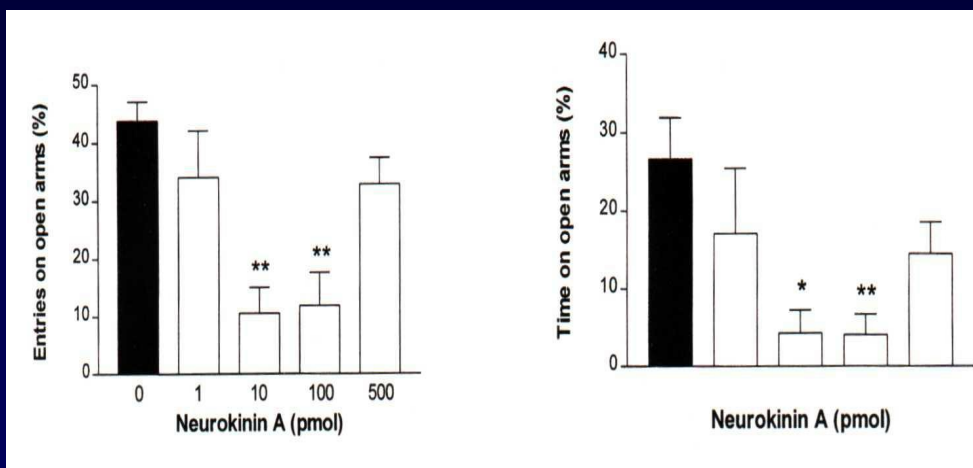 Entries on open arms (%)
50
40
30
20
10
0
** **
0 1 10 100 500
Neurokinin A (pmol)
Time on open arms (%)
40
30
20
10
0
* **
Neurokinin A (pmol)